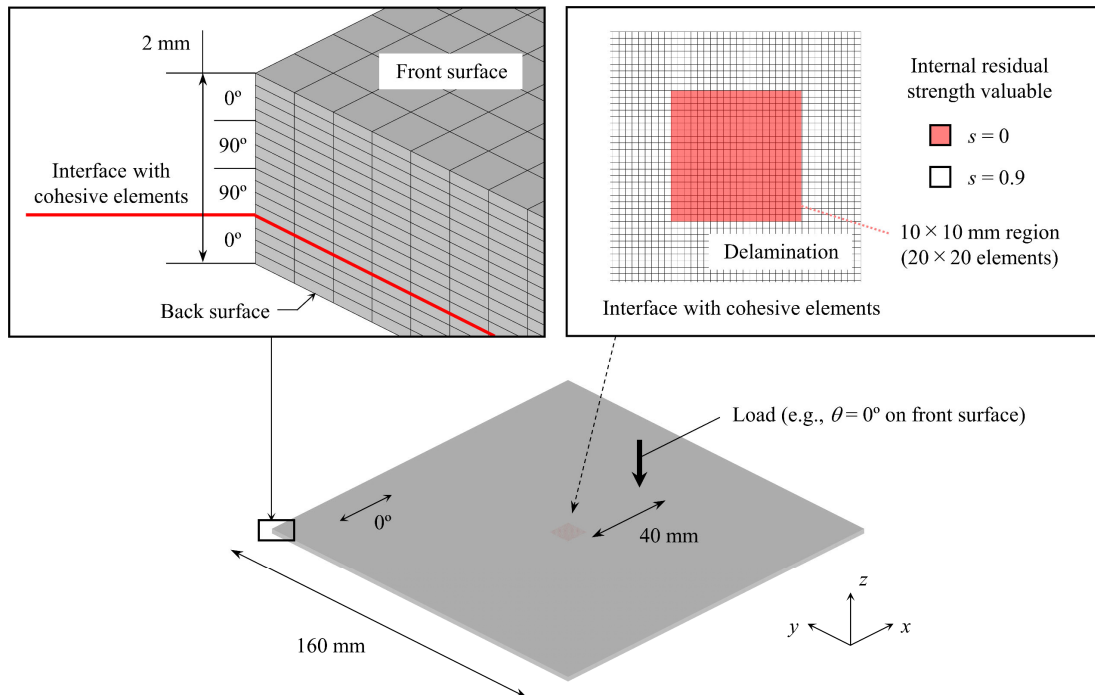 2 mm
Front surface
0º
90º
90º
0º
Interface with
cohesive elements
Back surface
Internal residual
strength valuable
s = 0
s = 0.9
10 × 10 mm region
(20 × 20 elements)
Delamination
Interface with cohesive elements
Load (e.g., θ = 0º on front surface)
0º
40 mm
160 mm
z
y
x